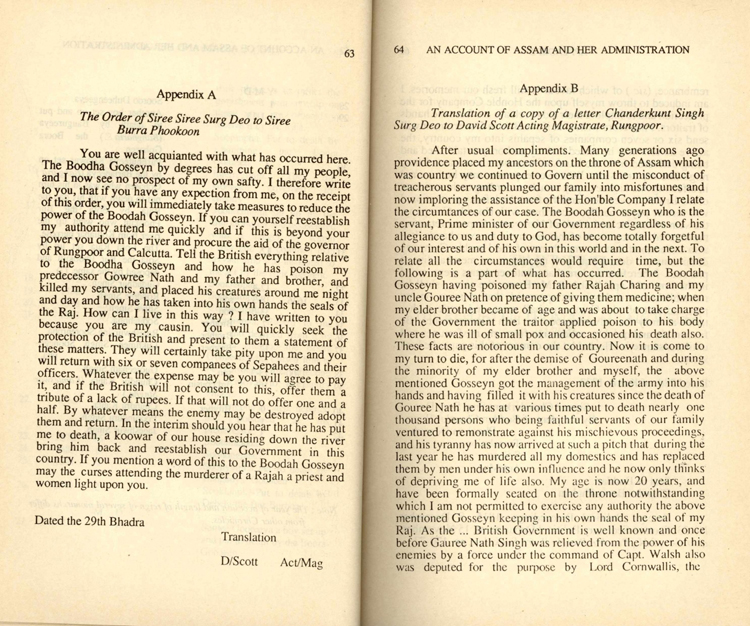 63
Appendix A
The Order of Siree Siree Surg Deo to Siree
Burra Phookoon
You are well acquianted with what has occurred here.
The Boodha Gosseyn by degrees has cut off all my people,
and I now see no prospect of my own safty. I therefore write
to you, that if you have any expection from me, on the receipt
of this order, you will immediately take measures to reduce the
power of the Boodah Gosseyn. If you can yourself reestablish
my authority attend me quickly and if this is beyond your
power you down the river and procure the aid of the governor
of Rungpoor and Calcutta. Tell the British everything relative
to the Boodha Gosseyn and how he has poison my
predecessor Gowree Nath and my father and brother, and
killed my servants, and placed his creatures around me night
and day and how he has taken into his own hands the seals of
the Raj. How can I live in this way ? I have written to you
because you are my causin. You will quickly seek the
protection of the British and present to them a statement of
these matters. They will certainly take pity upon me and you
will return with six or seven companees of Sepahees and their
officers. Whatever the expense may be you will agree to pay
it, and if the British will not consent to this, offer them a
tribute of a lack of rupees. If that will not do offer one and a
half. By whatever means the enemy may be destroyed adopt
them and return. In the interim should you hear that he has put
me to death, a koowar of our house residing down the river
bring him back and reestablish our Government in this
country. If you mention a word of this to the Boodah Gosseyn
may the curses attending the murderer of a Rajah a priest and
women light upon you.
Dated the 29th Bhadra
Translation
D/Scott Act/Mag
64 AN ACCOUNT OF ASSAM AND HER ADMINISTRATION
Appendix B
Translation of a copy of a letter Chanderkunt Singh
Surg Deo to David Scott Acting Magistrate, Rungpoor.
After usual compliments. Many generations ago
providence placed my ancestors on the throne of Assam which
was country we continued to Govern until the misconduct of
treacherous servants plunged our family into misfortunes and
now imploring the assistance of the Hon'ble Company I relate
the circumtances of our case. The Boodah Gosseyn who is the
servant, Prime minister of our Government regardless of his
allegiance to us and duty to God, has become totally forgetful
of our interest and of his own in this world and in the next. To
relate all the circumstances would require time, but the
following is a part of what has occurred. The Boodah
Gosseyn having poisoned my father Rajah Charing and my
uncle Gouree Nath on pretence of giving them medicine; when
my elder brother became of age and was about to take charge
of the Government the traitor applied poison to his body
where he was ill of small pox and occasioned his death also.
These facts are notorious in our country. Now it is come to
my turn to die, for after the demise of Goureenath and during
the minority of my elder brother and myself, the above
mentioned Gosseyn got the management of the army into his
hands and having filled it with his creatures since the death of
Gouree Nath he has at various times put to death nearly one
thousand persons who being faithful servants of our family
ventured to remonstrate against his mischievous proceedings,
and his tyranny has now arrived at such a pitch that during the
last year he has murdered all my domestics and has replaced
them by men under his own influence and he now only thinks
of depriving me of life also. My age is now 20 years, and
have been formally seated on the throne notwithstanding
which I am not permitted to exercise any authority the above
mentioned Gosseyn keeping in his own hands the seal of my
Raj. As the ... British Government is well known and once
before Gauree Nath Singh was relieved from the power of his
enemies by a force under the command of Capt. Walsh also
was deputed for the purpose by Lord Cornwallis, the